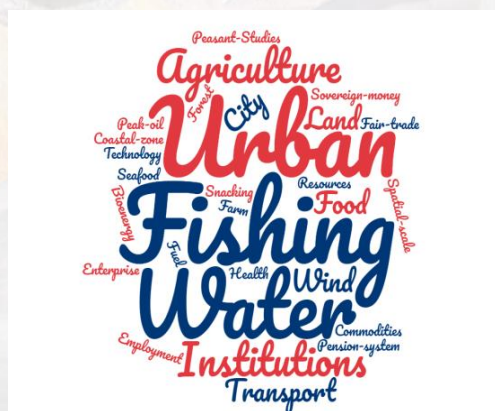 Peasant-Studies
Agriculture
Forest
City
Sovereign-money
Land
Fair-trade
Peak-oil
Coastal-zone
Technology
Urban
Seafood
Bioenergy
Snacking
Farm
Resources
Food
Spatial-scale
Fishing
Fuel
Enterprise
Health
Wind
Water
Commodities
Pension-system
Employment
Institutions
Transport